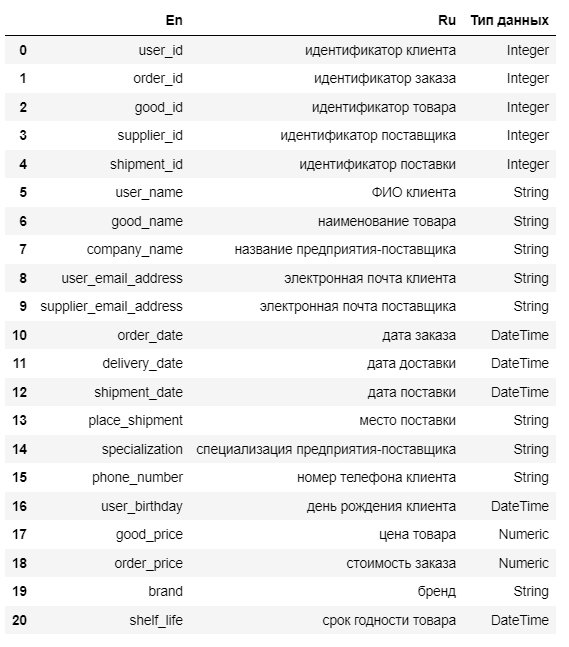 En Ru Тип данных
0 user_id идентификатор клиента Integer
1 order_id идентификатор заказа Integer
2 good_id идентификатор товара Integer
3 supplier_id идентификатор поставщика Integer
4 shipment_id идентификатор поставки Integer
5 user_name ФИО клиента String
6 good_name наименование товара String
7 company_name название предприятия-поставщика String
8 user_email_address электронная почта клиента String
9 supplier_email_address электронная почта поставщика String
10 order_date дата заказа DateTime
11 delivery_date дата доставки DateTime
12 shipment_date дата поставки DateTime
13 place_shipment место поставки String
14 specialization специализация предприятия-поставщика String
15 phone_number номер телефона клиента String
16 user_birthday день рождения клиента DateTime
17 good_price цена товара Numeric
18 order_price стоимость заказа Numeric
19 brand бренд String
20 shelf_life срок годности товара DateTime